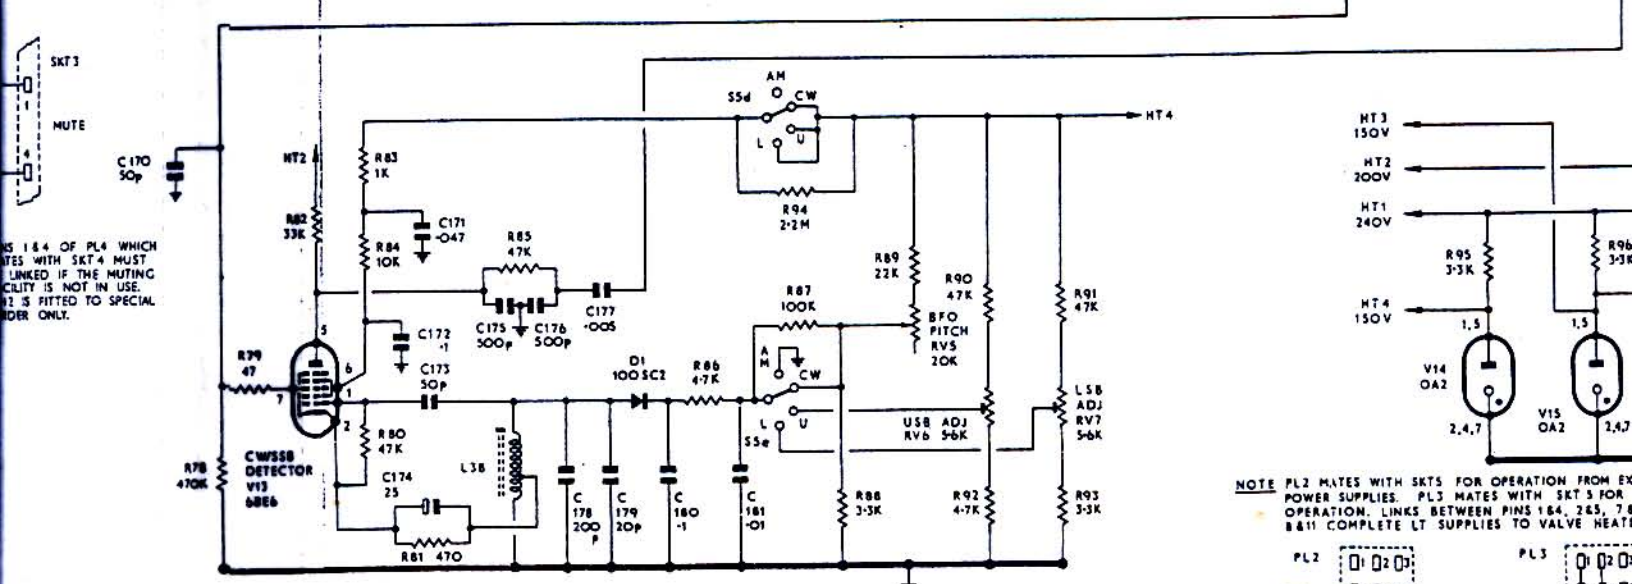 SKT3
1
MUTE
4
NS 1&4 OF PL4 WHICH
TES WITH SKT4 MUST
LINKED IF THE MUTING
CILITY IS NOT IN USE.
12 IS FITTED TO SPECIAL
DER ONLY.
C170
50p
HT2
R82
33K
R83
1K
C171
·047
R84
10K
R85
47K
C175
500p
C176
500p
C177
·005
C172
·1
C173
50p
R79
47
7
5
6
1
2
R80
47K
C174
25
R81 470
R78
470K
CW/SSB
DETECTOR
V13
6BE6
L38
C
178
200
P
C
179
20p
C
180
·1
C
181
·01
D1
100SC2
R86
4·7K
R87
100K
AM
CW
L
U
S5e
AM
S5d
CW
L
U
R94
2·2M
HT4
R89
22K
BFO
PITCH
RV5
20K
R90
47K
R91
47K
USB ADJ
RV6 5·6K
LSB
ADJ
RV7
5·6K
R88
3·3K
R92
4·7K
R93
3·3K
HT3
150V
HT2
200V
HT1
240V
HT4
150V
R95
3·3K
R96
3·3K
1,5
1,5
V14
OA2
V15
OA2
2,4,7
2,4,7
NOTE PL2 MATES WITH SKT5 FOR OPERATION FROM EX
POWER SUPPLIES. PL3 MATES WITH SKT5 FOR
OPERATION. LINKS BETWEEN PINS 1&4, 2&5, 7&
8&11 COMPLETE LT SUPPLIES TO VALVE HEATE
PL2
1 2 3
PL3
1 2